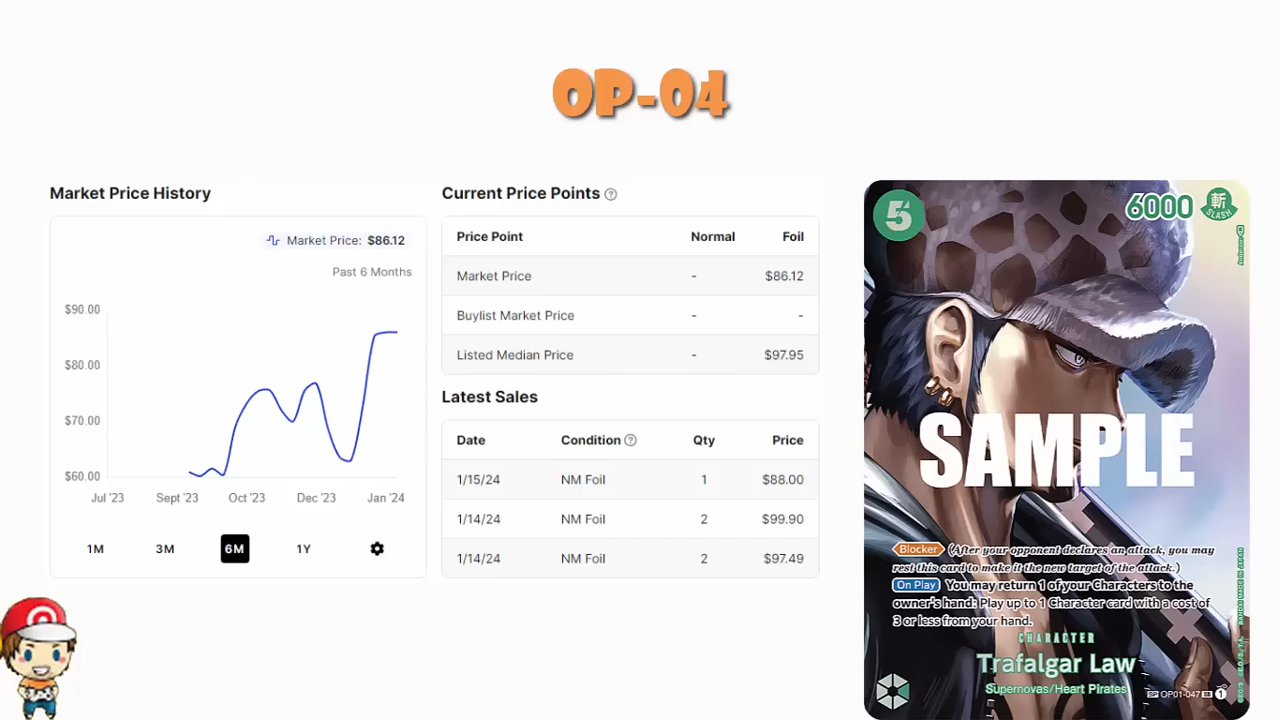 OP-04
Market Price History
Market Price: $86.12
Past 6 Months
$90.00
$80.00
$70.00
$60.00
Jul '23 Sept '23 Oct '23 Dec '23 Jan '24
1M 3M 6M 1Y
Current Price Points
Price Point Normal Foil
Market Price - $86.12
Buylist Market Price - -
Listed Median Price - $97.95
Latest Sales
Date Condition Qty Price
1/15/24 NM Foil 1 $88.00
1/14/24 NM Foil 2 $99.90
1/14/24 NM Foil 2 $97.49
5
6000
斬
SLASH
SAMPLE
Blocker (After your opponent declares an attack, you may
rest this card to make it the new target of the attack.)
On Play You may return 1 of your Characters to the
owner's hand: Play up to 1 Character card with a cost of
3 or less from your hand.
CHARACTER
Trafalgar Law
Supernovas/Heart Pirates
SP OP01-047 SR 1